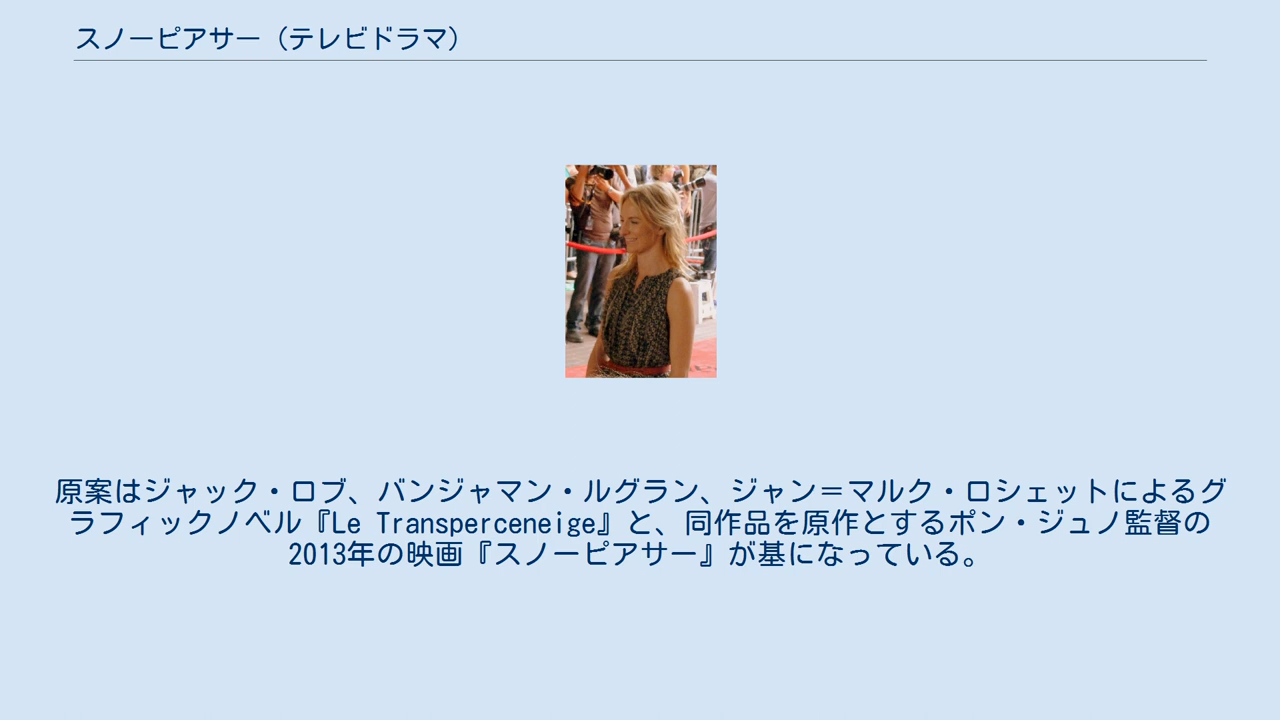 スノーピアサー（テレビドラマ）
原案はジャック・ロブ、バンジャマン・ルグラン、ジャン＝マルク・ロシェットによるグ
ラフィックノベル『Le Transperceneige』と、同作品を原作とするポン・ジュノ監督の
2013年の映画『スノーピアサー』が基になっている。